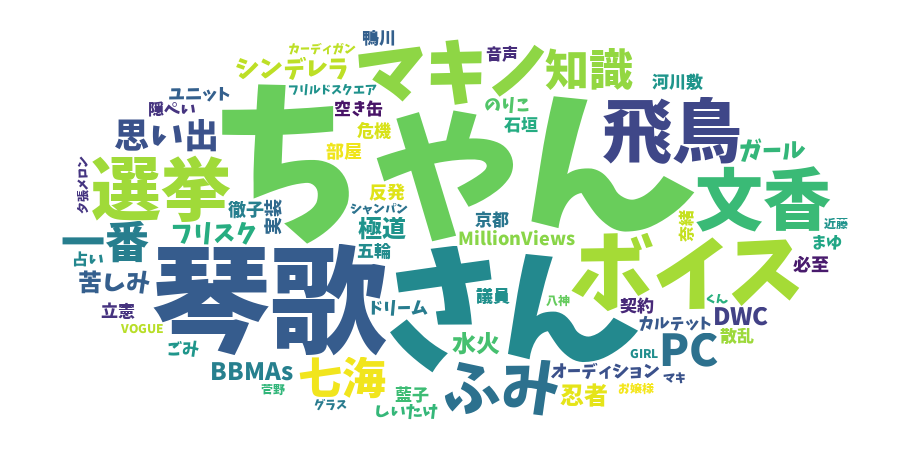 鴨川
カーディガン
シンデレラ
マキノ
音声
知識
河川敷
ユニット
フリルドスクエア
隠ぺい
空き缶
のりこ
石垣
思い出
危機
部屋
ちゃん
飛鳥
ガール
夕張メロン
選挙
反発
文香
徹子
実装
シャンパン
極道
京都
奈緒
近藤
一番
フリスク
五輪
MillionViews
まゆ
占い
苦しみ
琴歌
さん
ボイス
必至
立憲
ドリーム
議員
八神
契約
くん
VOGUE
カルテット
DWC
散乱
ごみ
水火
GIRL
PC
BBMAs
七海
ふみ
オーディション
マキ
菅野
藍子
忍者
お嬢様
グラス
しいたけ